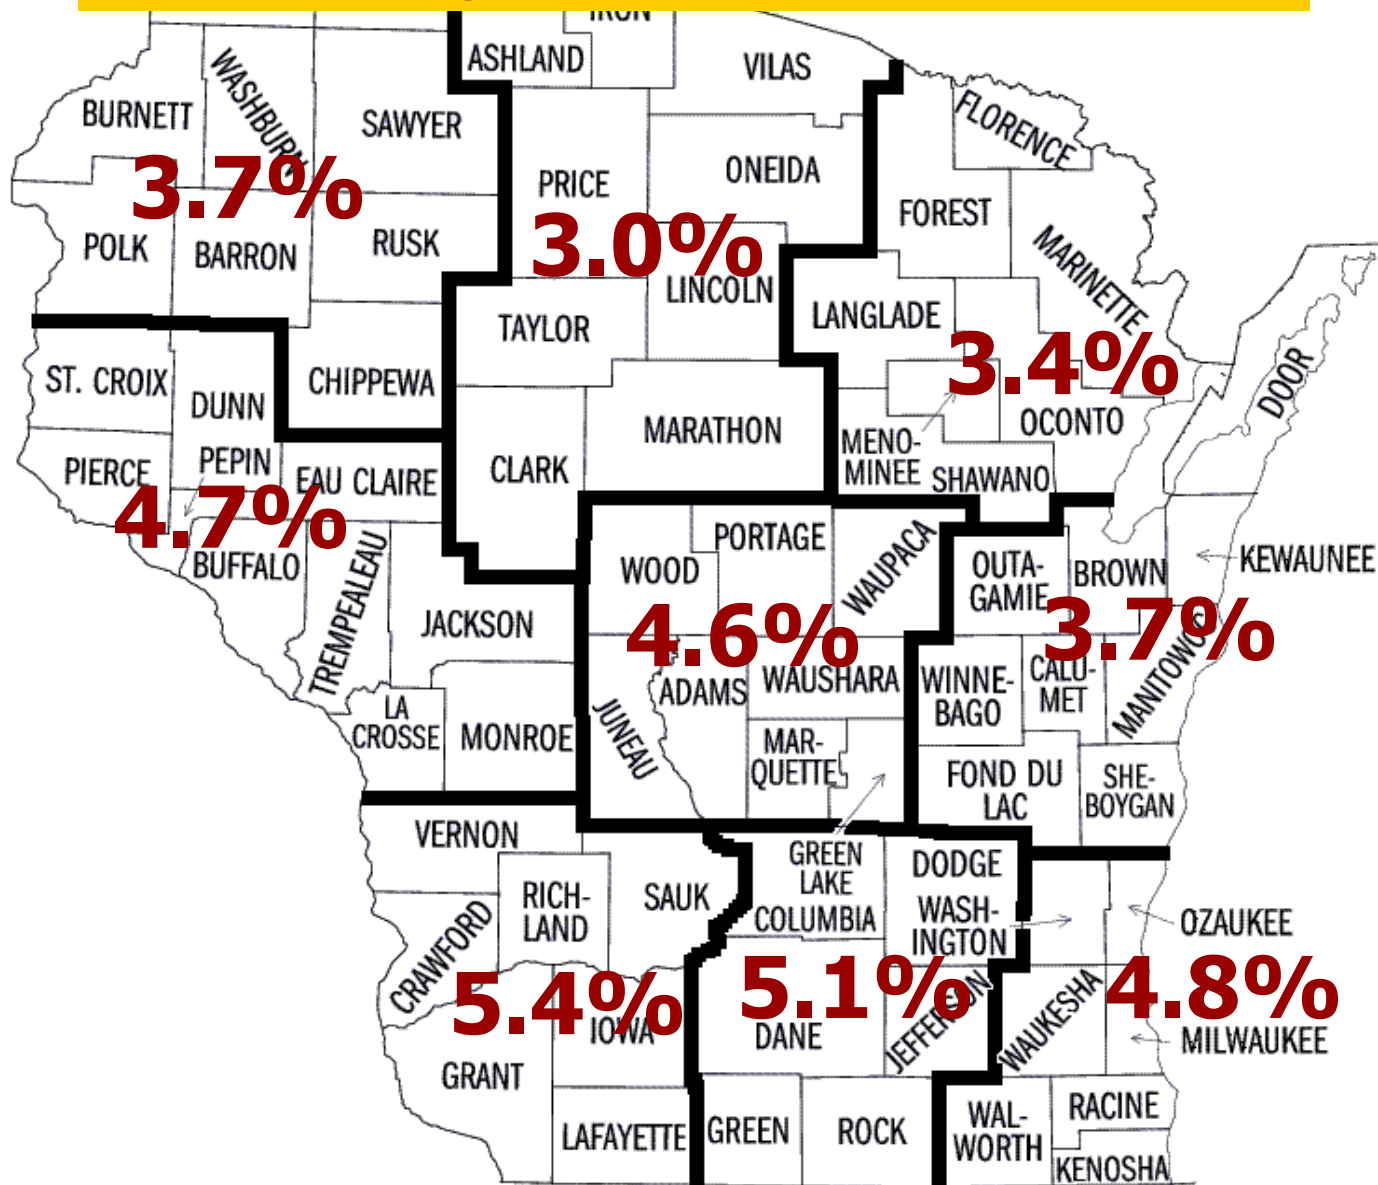 IRON
ASHLAND
VILAS
BURNETT
WASHBURN
SAWYER
FLORENCE
3.7%
PRICE
ONEIDA
FOREST
POLK
BARRON
RUSK
3.0%
LINCOLN
MARINETTE
TAYLOR
LANGLADE
3.4%
DOOR
ST. CROIX
DUNN
CHIPPEWA
MARATHON
OCONTO
MENO-
MINEE
SHAWANO
PIERCE
PEPIN
EAU CLAIRE
CLARK
4.7%
BUFFALO
TREMPEALEAU
PORTAGE
WOOD
WAUPACA
OUTA-
GAMIE
BROWN
KEWAUNEE
JACKSON
4.6%
3.7%
ADAMS
WAUSHARA
WINNE-
BAGO
CALU-
MET
MANITOWOC
LA
CROSSE
MONROE
JUNEAU
MAR-
QUETTE
FOND DU
LAC
SHE-
BOYGAN
VERNON
GREEN
LAKE
DODGE
RICH-
LAND
SAUK
COLUMBIA
WASH-
INGTON
OZAUKEE
CRAWFORD
5.4%
IOWA
5.1%
DANE
JEFFERSON
WAUKESHA
4.8%
MILWAUKEE
GRANT
LAFAYETTE
GREEN
ROCK
WAL-
WORTH
RACINE
KENOSHA